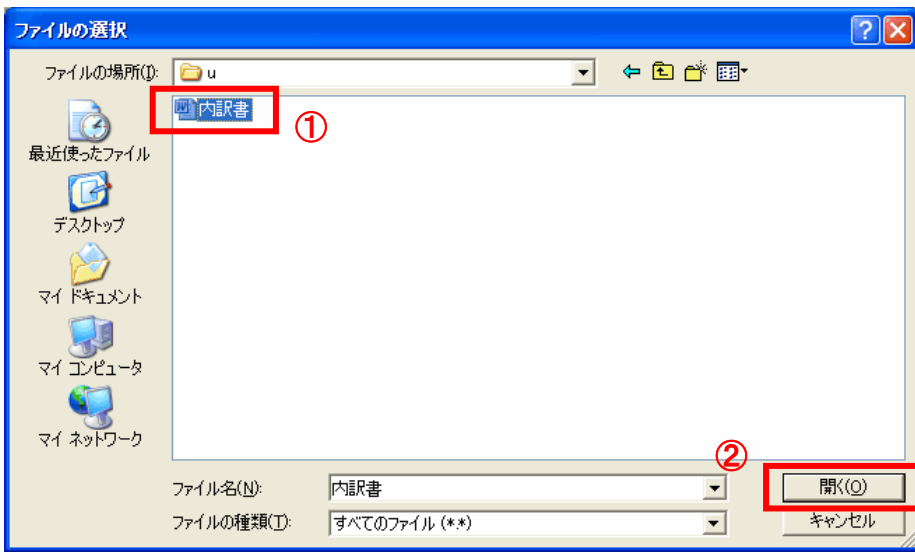 ファイルの選択
ファイルの場所(I):
u
内訳書
①
最近使ったファイル
デスクトップ
マイ ドキュメント
マイ コンピュータ
マイ ネットワーク
②
ファイル名(N):
内訳書
開く(O)
ファイルの種類(T):
すべてのファイル (*.*)
キャンセル